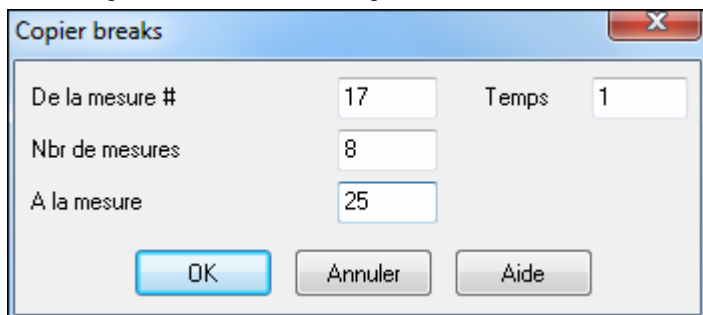 Copier breaks
De la mesure # 17 Temps 1
Nbr de mesures 8
A la mesure 25
OK Annuler Aide